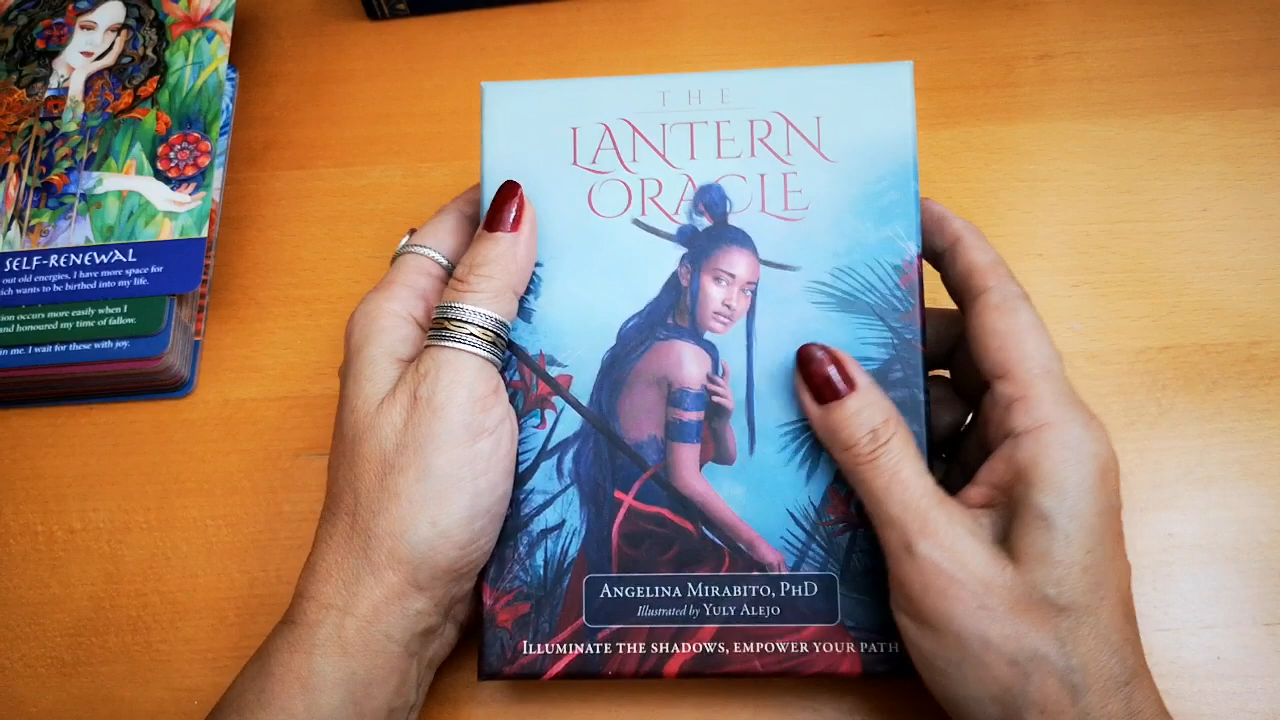 THE
LANTERN
ORACLE
ANGELINA MIRABITO, PHD
Illustrated by YULY ALEJO
ILLUMINATE THE SHADOWS, EMPOWER YOUR PATH
SELF-RENEWAL
out old energies, I have more space for
which wants to be birthed into my life.
occurs more easily when I
and honoured my time of fallow.
in me. I wait for these with joy.